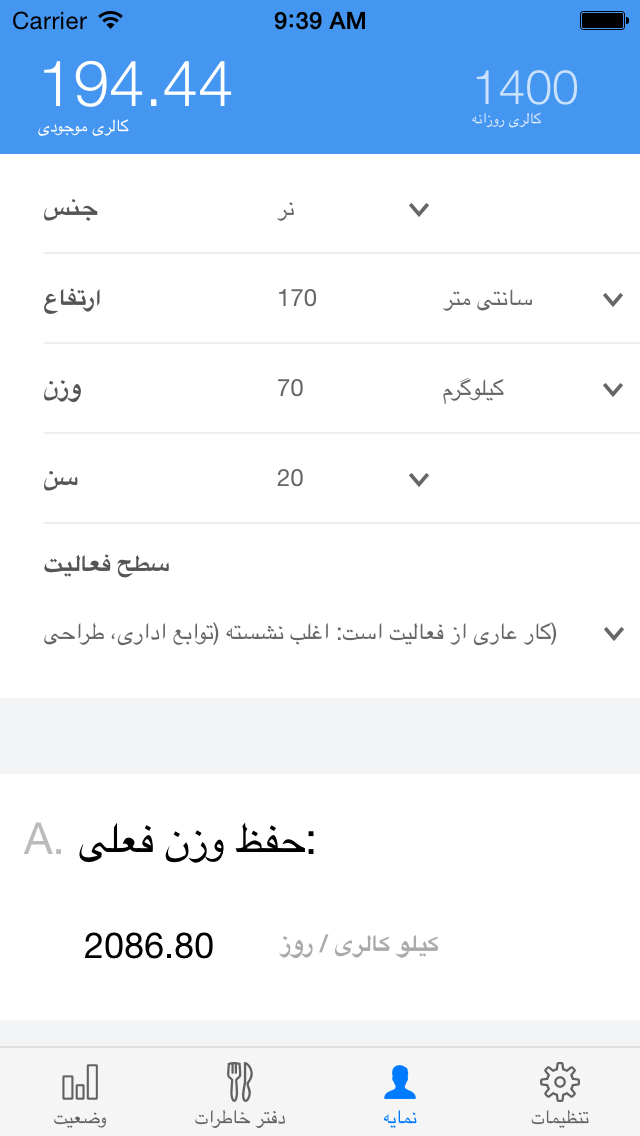 Carrier 9:39 AM
194.44 1400
کالری موجودی کالری روزانه
جنس نر
ارتفاع 170 سانتی متر
وزن 70 کیلوگرم
سن 20
سطح فعالیت
(کار عاری از فعالیت است: اغلب نشسته (توابع اداری، طراحی
A. حفظ وزن فعلی:
2086.80 کیلو کالری / روز
وضعیت دفتر خاطرات نمایه تنظیمات